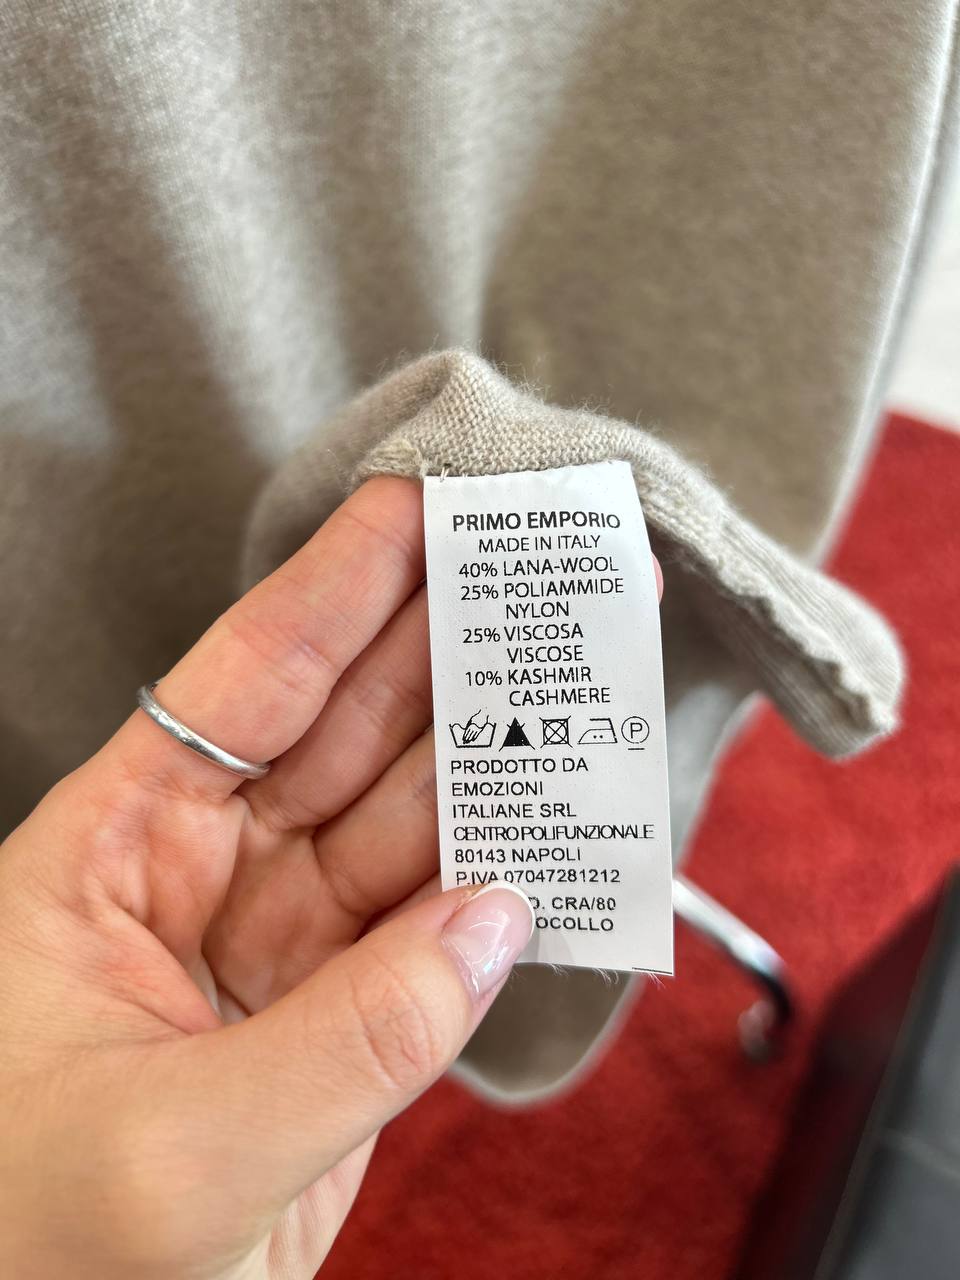 PRIMO EMPORIO
MADE IN ITALY
40% LANA-WOOL
25% POLIAMMIDE
NYLON
25% VISCOSA
VISCOSE
10% KASHMIR
CASHMERE
P
PRODOTTO DA
EMOZIONI
ITALIANE SRL
CENTRO POLIFUNZIONALE
80143 NAPOLI
P.IVA 07047281212
CRA/80